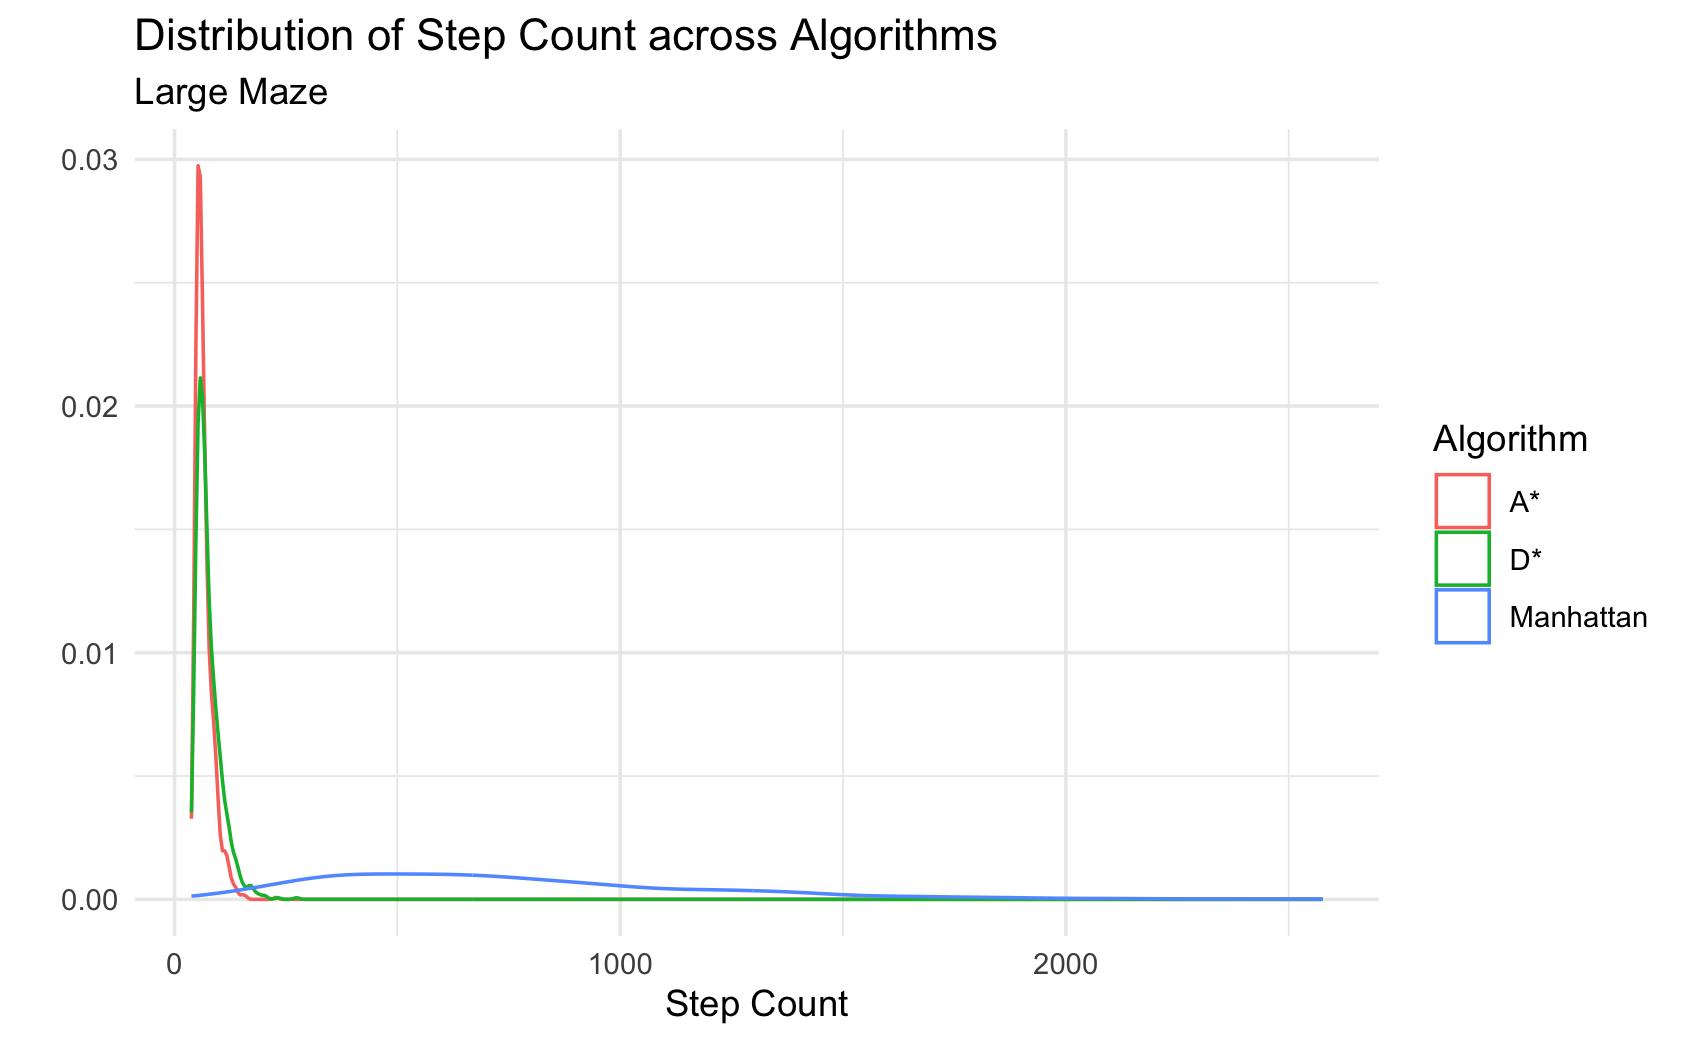 Distribution of Step Count across Algorithms
Large Maze
0.03
0.02
0.01
0.00
0 1000 2000
Step Count
Algorithm
A*
D*
Manhattan